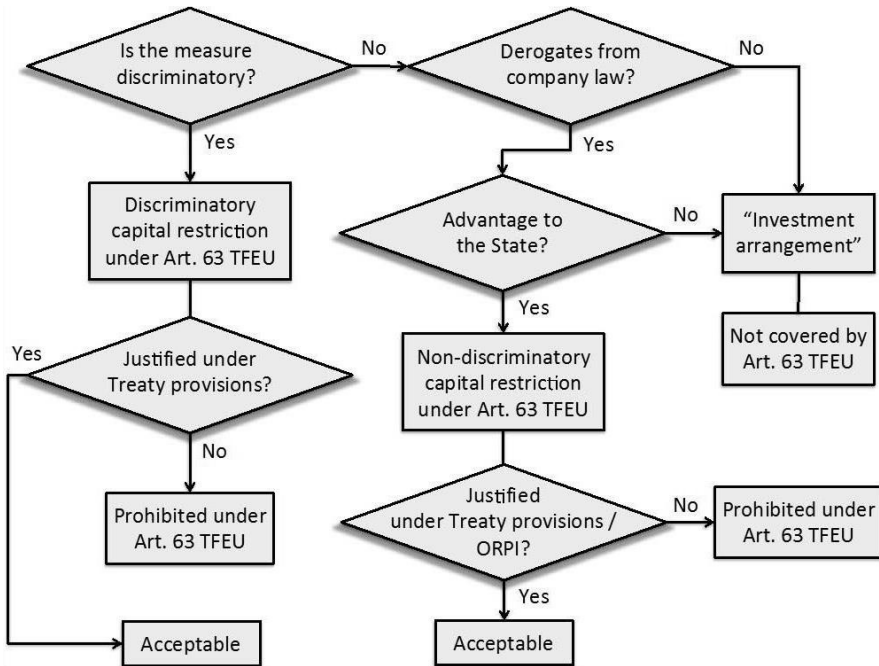 Is the measure
discriminatory?
No
Derogates from
company law?
No
Yes
Yes
Discriminatory
capital restriction
under Art. 63 TFEU
Advantage to
the State?
No
“Investment
arrangement”
Yes
Yes
Justified under
Treaty provisions?
Non-discriminatory
capital restriction
under Art. 63 TFEU
Not covered by
Art. 63 TFEU
No
Prohibited under
Art. 63 TFEU
Justified
under Treaty provisions /
ORPI?
No
Prohibited under
Art. 63 TFEU
Yes
Acceptable
Acceptable